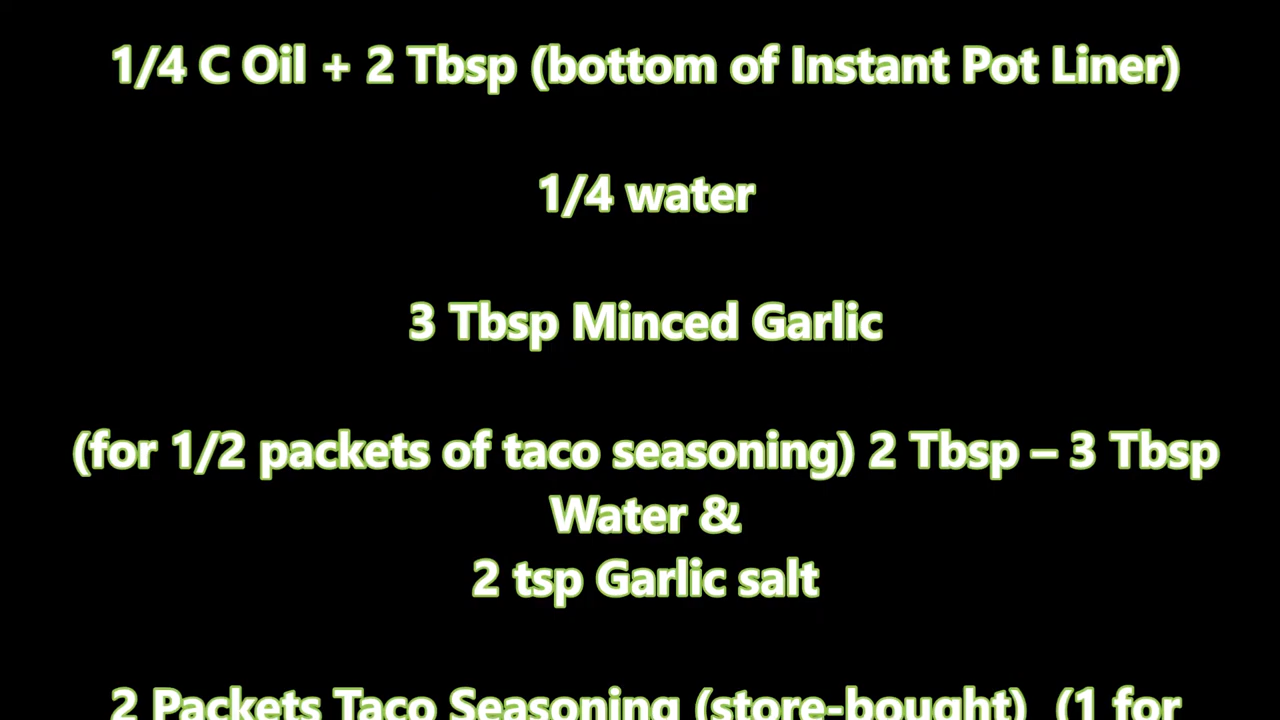 1/4 C Oil + 2 Tbsp (bottom of Instant Pot Liner)
1/4 water
3 Tbsp Minced Garlic
(for 1/2 packets of taco seasoning) 2 Tbsp – 3 Tbsp
Water &
2 tsp Garlic salt
2 Packets Taco Seasoning (store-bought) (1 for